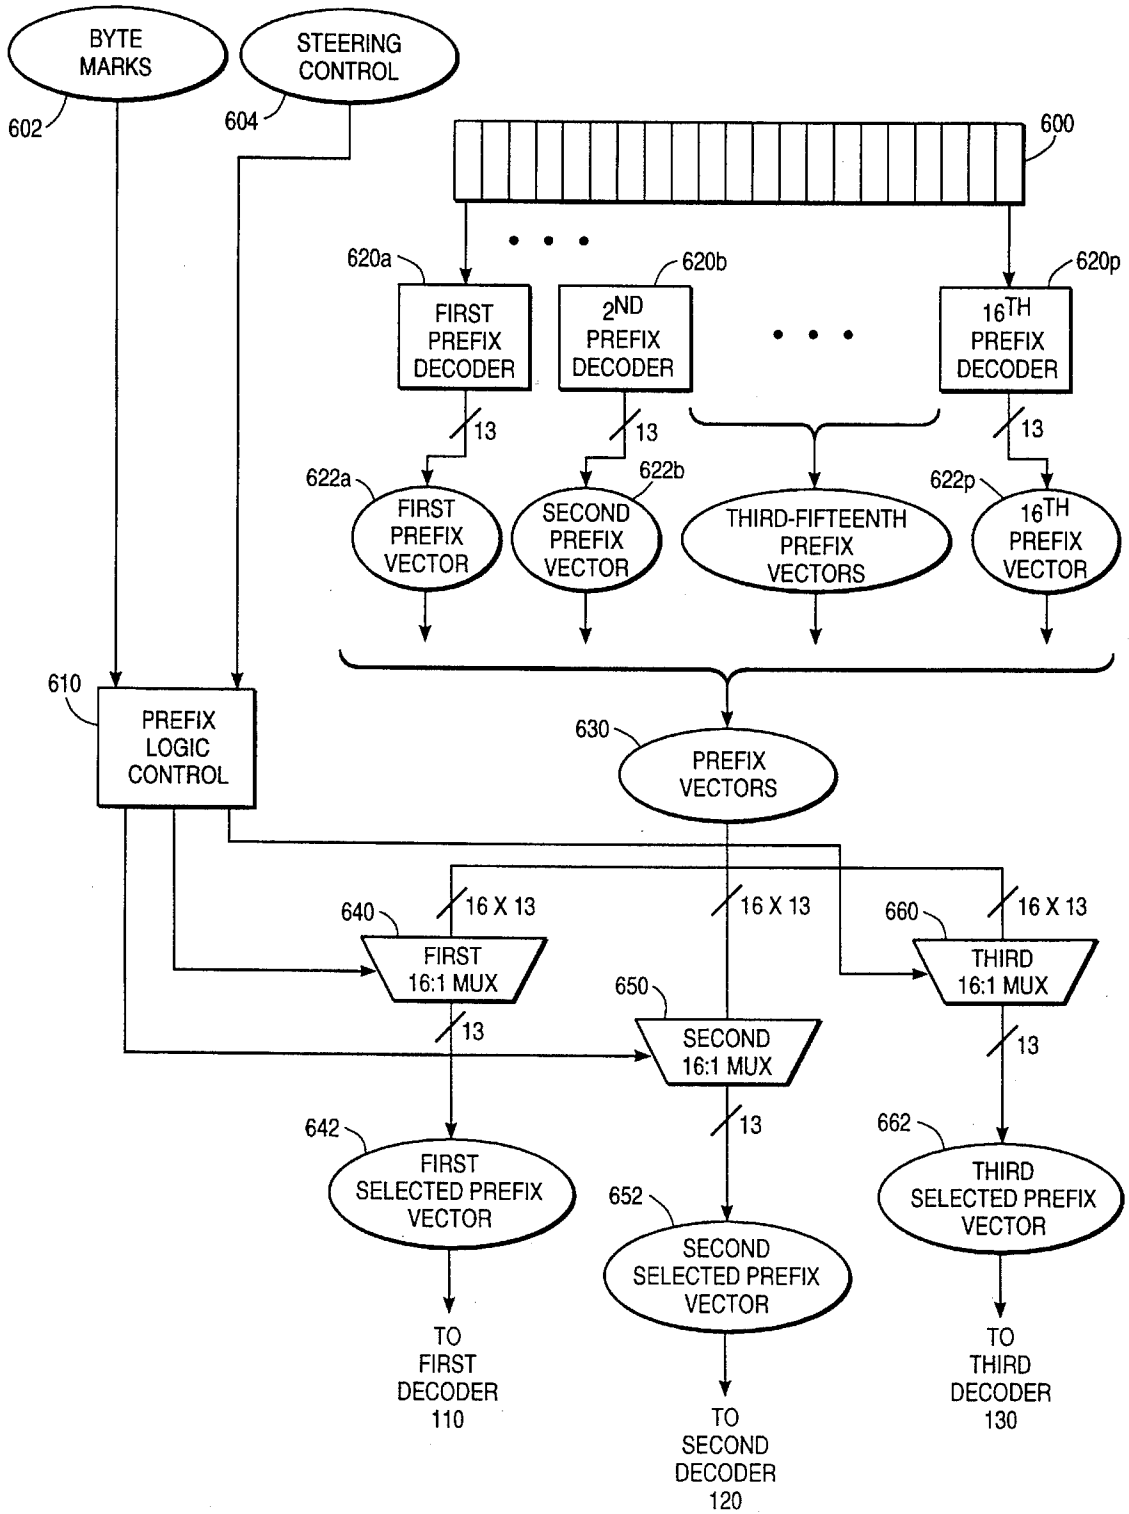 BYTE
MARKS
602
STEERING
CONTROL
604
600
620a
FIRST
PREFIX
DECODER
620b
2ND
PREFIX
DECODER
620p
16TH
PREFIX
DECODER
13
13
13
622a
FIRST
PREFIX
VECTOR
622b
SECOND
PREFIX
VECTOR
THIRD-FIFTEENTH
PREFIX
VECTORS
622p
16TH
PREFIX
VECTOR
610
PREFIX
LOGIC
CONTROL
630
PREFIX
VECTORS
16 X 13
16 X 13
16 X 13
640
FIRST
16:1 MUX
650
SECOND
16:1 MUX
660
THIRD
16:1 MUX
13
13
13
642
FIRST
SELECTED PREFIX
VECTOR
652
SECOND
SELECTED PREFIX
VECTOR
662
THIRD
SELECTED PREFIX
VECTOR
TO
FIRST
DECODER
110
TO
SECOND
DECODER
120
TO
THIRD
DECODER
130